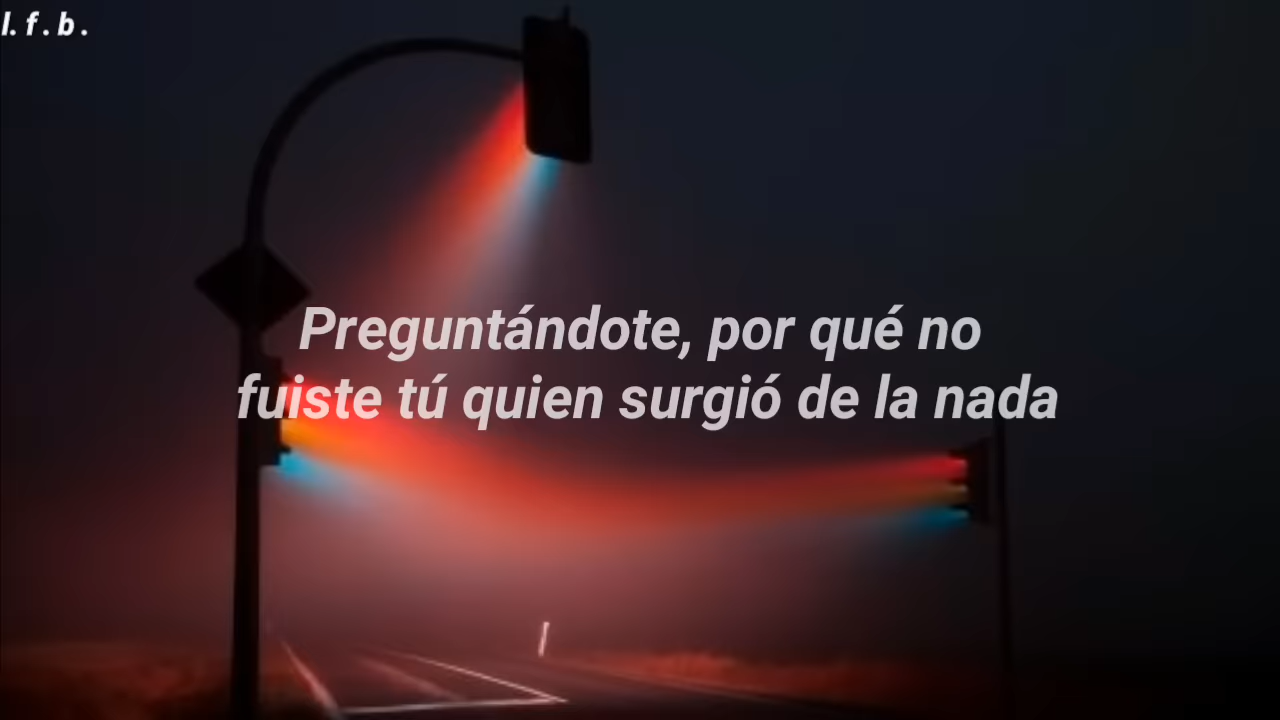 l. f. b.
Preguntándote, por qué no
fuiste tú quien surgió de la nada